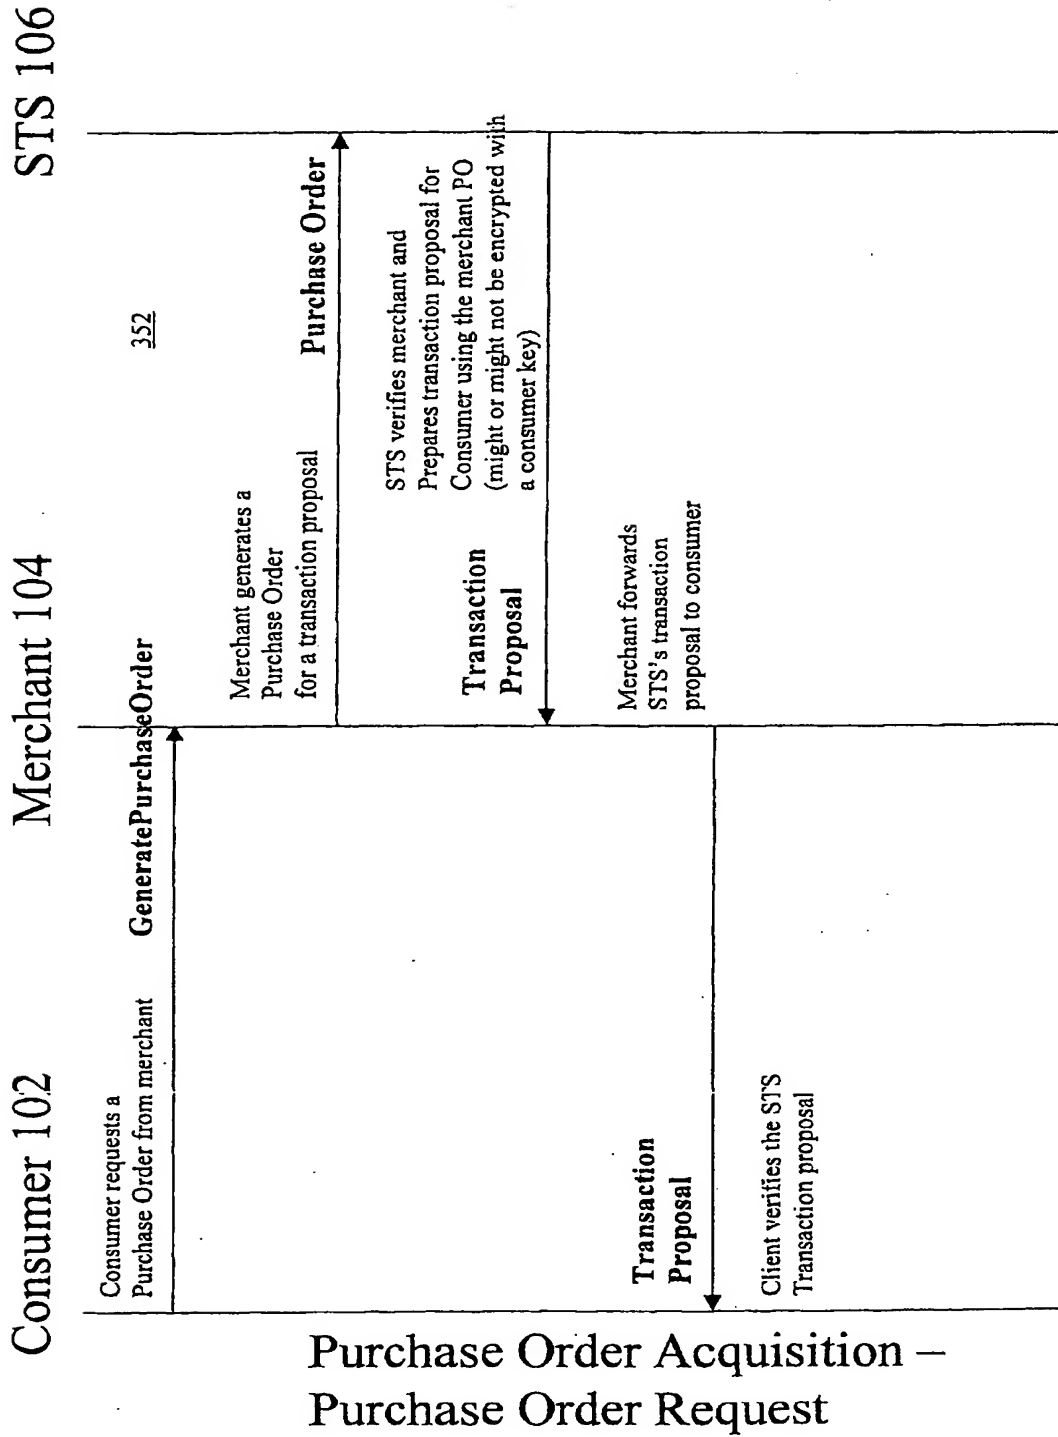 Consumer 102
Merchant 104
STS 106
Consumer requests a
Purchase Order from merchant
GeneratePurchaseOrder
352
Merchant generates a
Purchase Order
for a transaction proposal
Purchase Order
STS verifies merchant and
Prepares transaction proposal for
Consumer using the merchant PO
(might or might not be encrypted with
a consumer key)
Transaction
Proposal
Merchant forwards
STS's transaction
proposal to consumer
Transaction
Proposal
Client verifies the STS
Transaction proposal
Purchase Order Acquisition –
Purchase Order Request